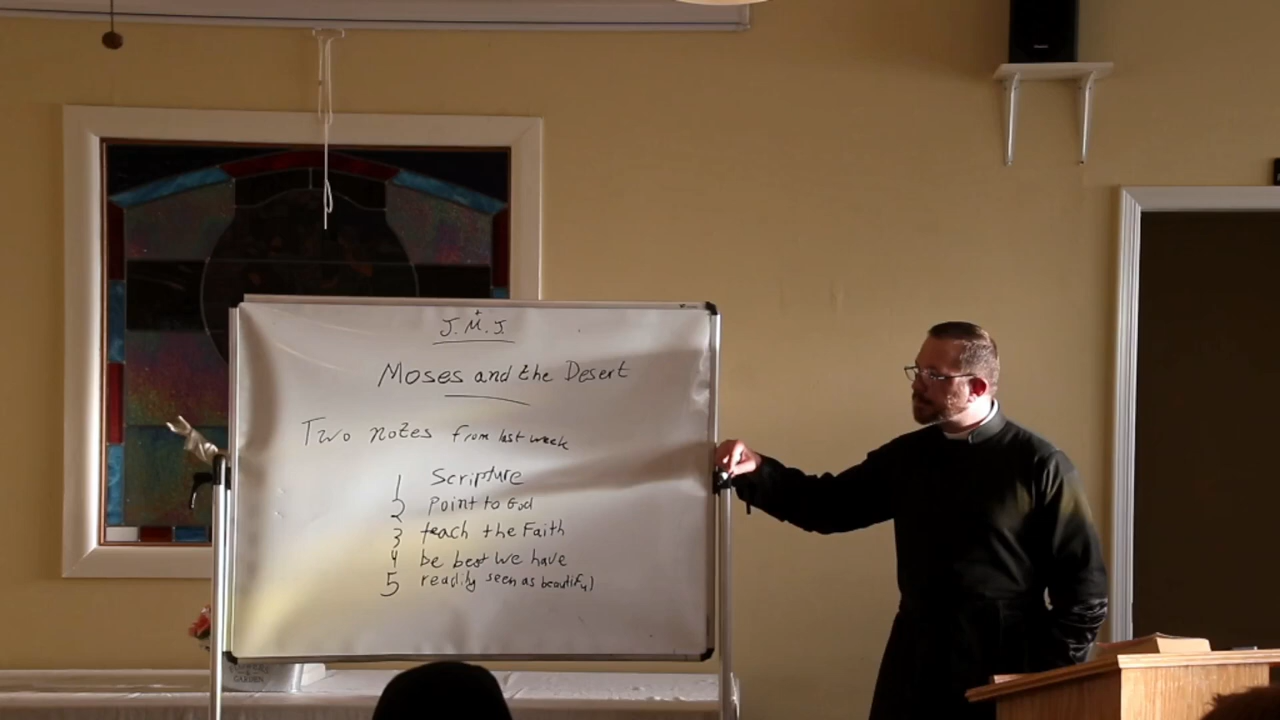 J. M. J.
Moses and the Desert
Two notes from last week
1 Scripture
2 point to God
3 teach the Faith
4 be best we have
5 readily seen as beautiful
GARDEN